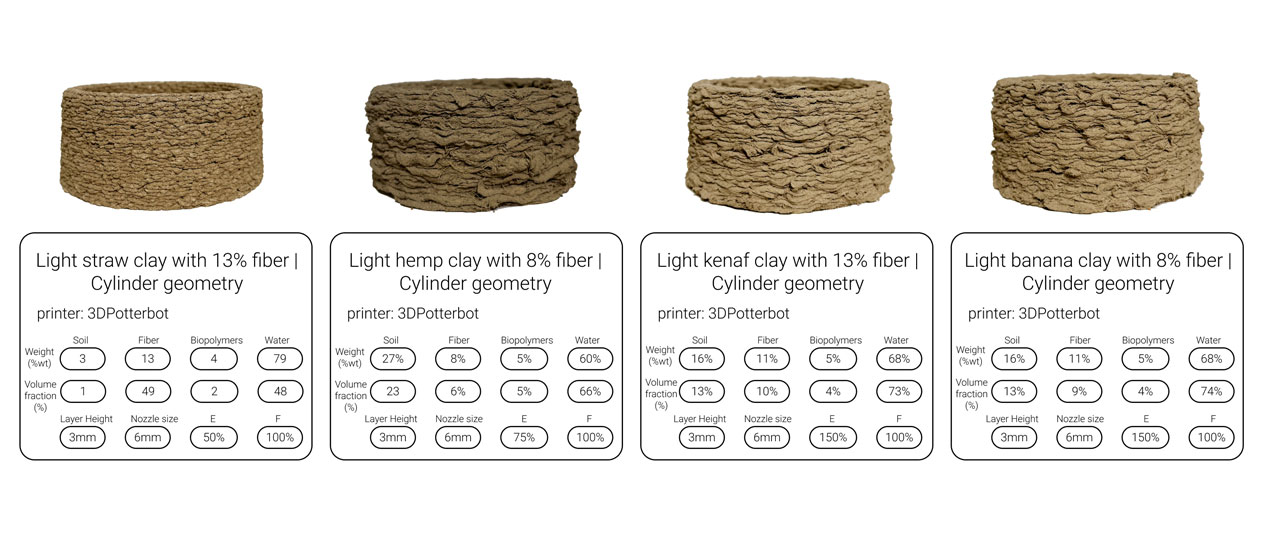 Light straw clay with 13% fiber |
Cylinder geometry
printer: 3DPotterbot
Soil Fiber Biopolymers Water
Weight (%wt) 3 13 4 79
Volume fraction (%) 1 49 2 48
Layer Height Nozzle size E F
3mm 6mm 50% 100%
Light hemp clay with 8% fiber |
Cylinder geometry
printer: 3DPotterbot
Soil Fiber Biopolymers Water
Weight (%wt) 27% 8% 5% 60%
Volume fraction (%) 23 6% 5% 66%
Layer Height Nozzle size E F
3mm 6mm 75% 100%
Light kenaf clay with 13% fiber |
Cylinder geometry
printer: 3DPotterbot
Soil Fiber Biopolymers Water
Weight (%wt) 16% 11% 5% 68%
Volume fraction (%) 13% 10% 4% 73%
Layer Height Nozzle size E F
3mm 6mm 150% 100%
Light banana clay with 8% fiber |
Cylinder geometry
printer: 3DPotterbot
Soil Fiber Biopolymers Water
Weight (%wt) 16% 11% 5% 68%
Volume fraction (%) 13% 9% 4% 74%
Layer Height Nozzle size E F
3mm 6mm 150% 100%